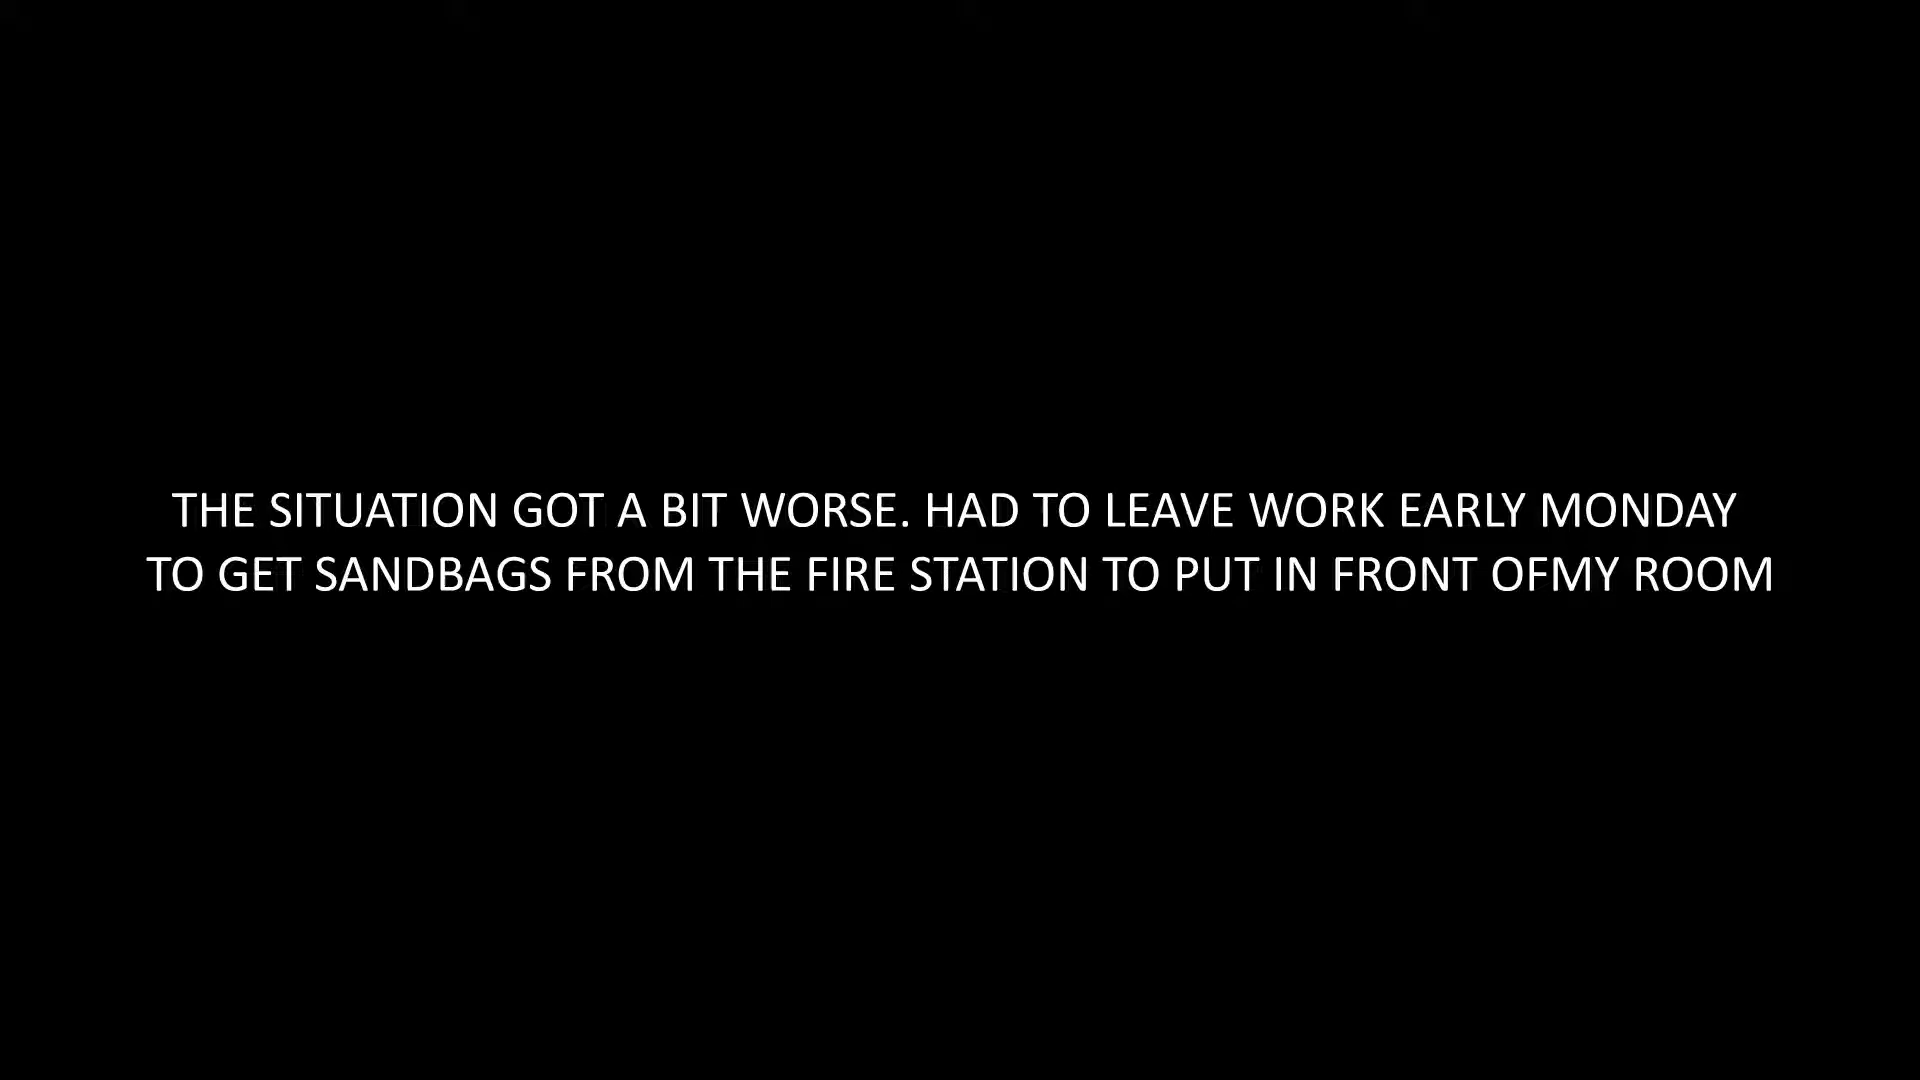 THE SITUATION GOT A BIT WORSE. HAD TO LEAVE WORK EARLY MONDAY
TO GET SANDBAGS FROM THE FIRE STATION TO PUT IN FRONT OFMY ROOM